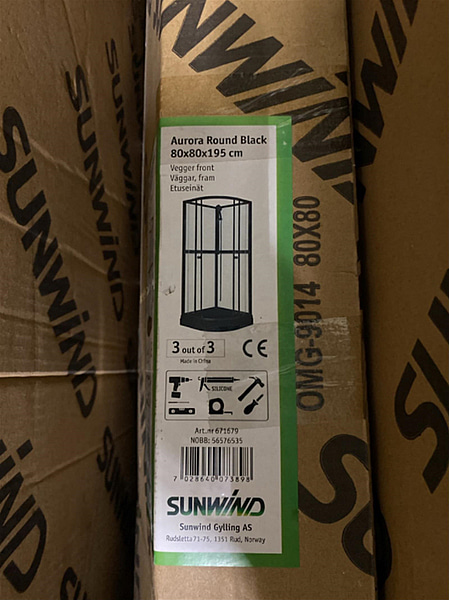 SUNWIND
SUNWIND
SUNWIND
SUNWIND
Aurora Round Black
80x80x195 cm
Vegger front
Väggar, fram
Etuseinät
3 out of 3
Made in China
CE
SILICONE
Art.nr 671679
NOBB: 56576535
7 028640 073898
SUNWIND
Sunwind Gylling AS
Rudsletta 71-75, 1351 Rud, Norway
OMG-9014 80X80